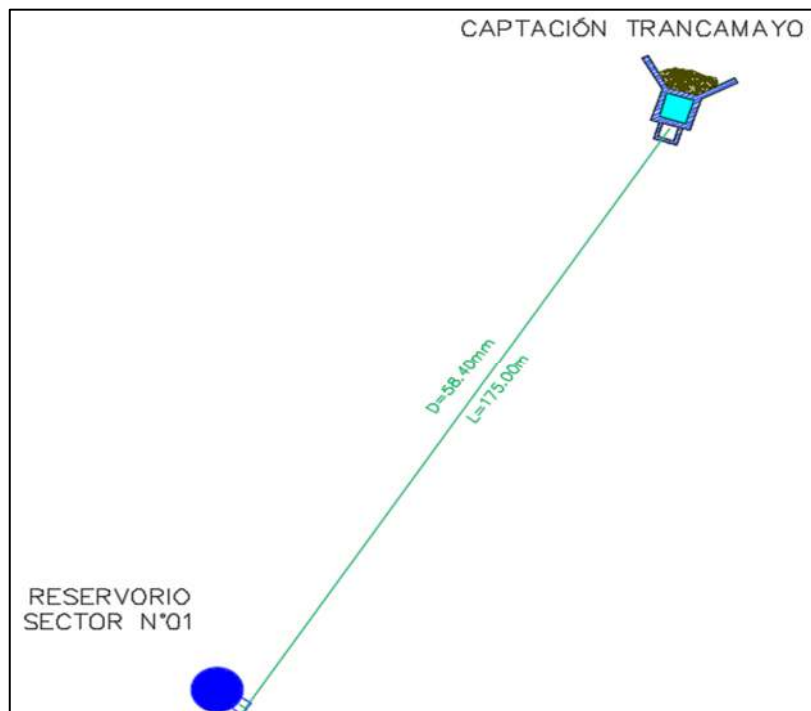 CAPTACIÓN TRANCAMAYO
D=58.40mm
L=175.00m
RESERVORIO
SECTOR N°01